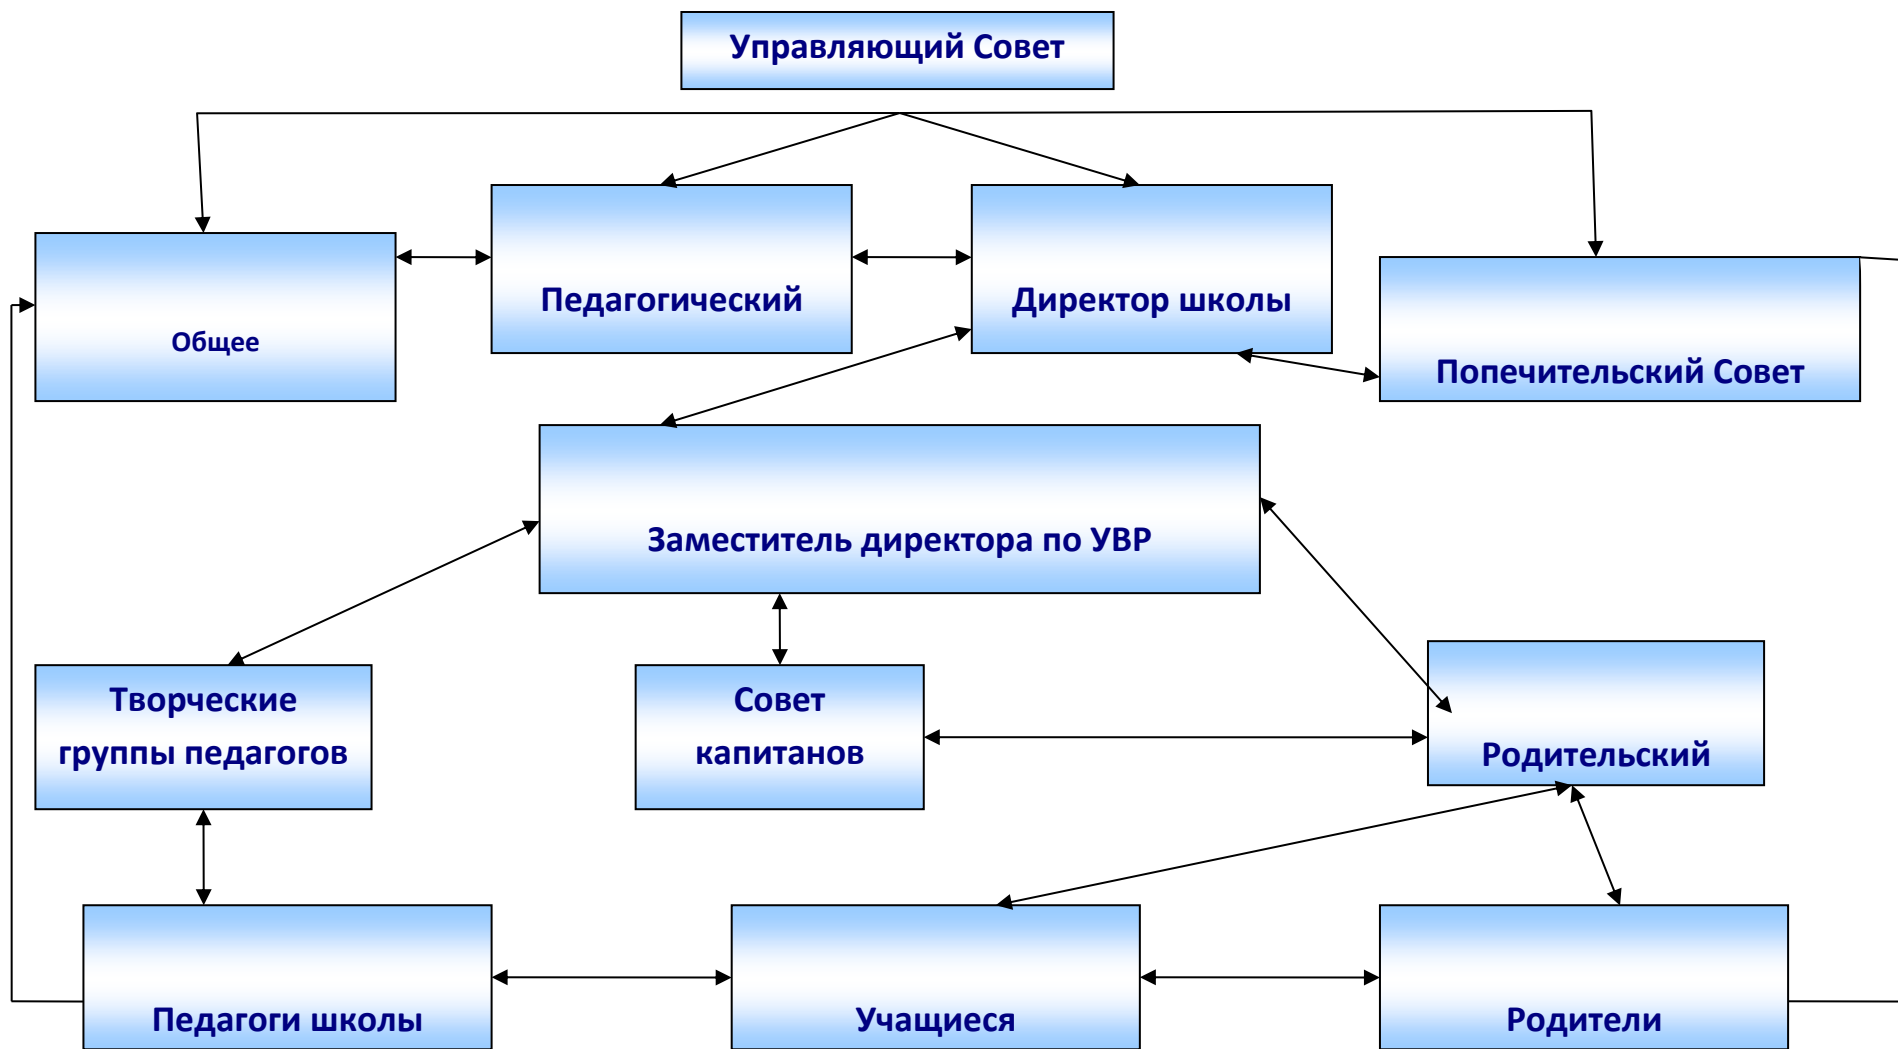 Управляющий Совет
Педагогический
Директор школы
Общее
Попечительский Совет
Заместитель директора по УВР
Творческие
группы педагогов
Совет
капитанов
Родительский
Педагоги школы
Учащиеся
Родители